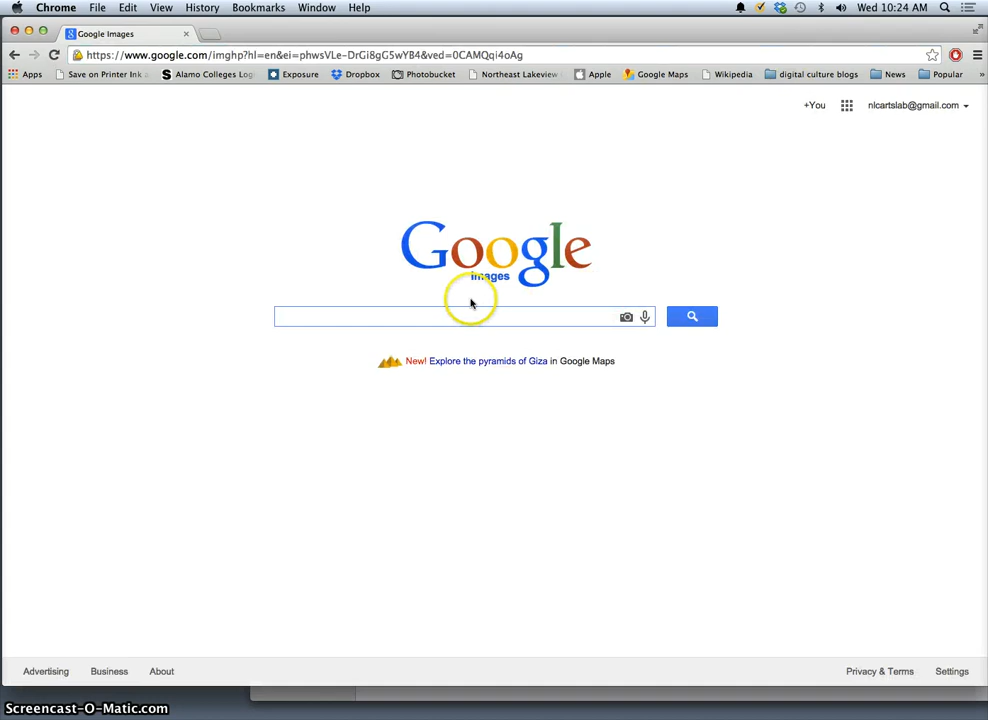 Chrome File Edit View History Bookmarks Window Help Wed 10:24 AM
Google Images
https://www.google.com/imghp?hl=en&ei=phwsVLe-DrGi8gG5wYB4&ved=0CAMQqi4oAg
Apps Save on Printer Ink a Alamo Colleges Log Exposure Dropbox Photobucket Northeast Lakeview Apple Google Maps Wikipedia digital culture blogs News Popular »
+You nlcartslab@gmail.com
Google
images
New! Explore the pyramids of Giza in Google Maps
Advertising Business About Privacy & Terms Settings
Screencast-O-Matic.com